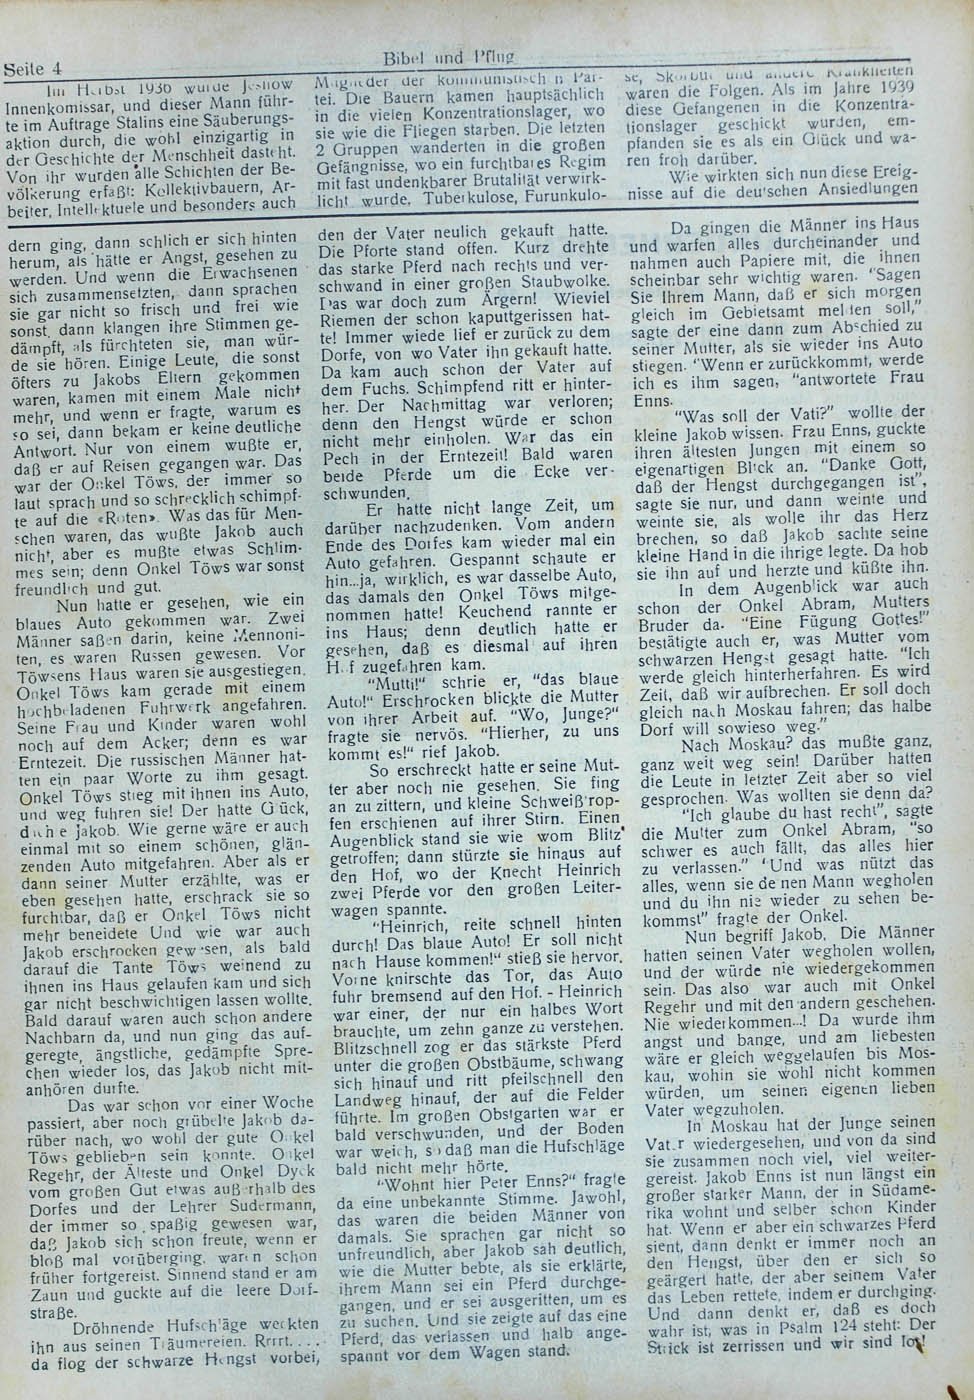 Seite 4
Bibel und Pflug
Im Herbst 1936 wurde Jeshow
Innenkomissar, und dieser Mann führ-
te im Auftrage Stalins eine Säuberungs-
aktion durch, die wohl einzigartig in
der Geschichte der Menschheit dasteht.
Von ihr wurden alle Schichten der Be-
völkerung erfaßt: Kollektivbauern, Ar-
beiter, Intellektuele und besonders auch
Mitglieder der kommunistischen Par-
tei. Die Bauern kamen hauptsächlich
in die vielen Konzentrationslager, wo
sie wie die Fliegen starben. Die letzten
2 Gruppen wanderten in die großen
Gefängnisse, wo ein furchtbares Regim
mit fast undenkbarer Brutalität verwirk-
licht wurde. Tuberkulose, Furunkulo-
se, Skorbut und andere Krankheiten
waren die Folgen. Als im Jahre 1939
diese Gefangenen in die Konzentra-
tionslager geschickt wurden, em-
pfanden sie es als ein Glück und wa-
ren froh darüber.
Wie wirkten sich nun diese Ereig-
nisse auf die deutschen Ansiedlungen
dern ging, dann schlich er sich hinten
herum, als hätte er Angst, gesehen zu
werden. Und wenn die Erwachsenen
sich zusammensetzten, dann sprachen
sie gar nicht so frisch und frei wie
sonst, dann klangen ihre Stimmen ge-
dämpft, als fürchteten sie, man wür-
de sie hören. Einige Leute, die sonst
öfters zu Jakobs Eltern gekommen
waren, kamen mit einem Male nicht
mehr, und wenn er fragte, warum es
so sei, dann bekam er keine deutliche
Antwort. Nur von einem wußte er,
daß er auf Reisen gegangen war. Das
war der Onkel Töws, der immer so
laut sprach und so schrecklich schimpf-
te auf die «Roten». Was das für Men-
schen waren, das wußte Jakob auch
nicht, aber es mußte etwas Schlim-
mes sein; denn Onkel Töws war sonst
freundlich und gut.
Nun hatte er gesehen, wie ein
blaues Auto gekommen war. Zwei
Männer saßen darin, keine Mennoni-
ten, es waren Russen gewesen. Vor
Töwsens Haus waren sie ausgestiegen.
Onkel Töws kam gerade mit einem
hochbeladenen Fuhrwerk angefahren.
Seine Frau und Kinder waren wohl
noch auf dem Acker; denn es war
Erntezeit. Die russischen Männer hat-
ten ein paar Worte zu ihm gesagt.
Onkel Töws stieg mit ihnen ins Auto,
und weg fuhren sie! Der hatte Glück,
dachte Jakob. Wie gerne wäre er auch
einmal mit so einem schönen, glän-
zenden Auto mitgefahren. Aber als er
dann seiner Mutter erzählte, was er
eben gesehen hatte, erschrack sie so
furchtbar, daß er Onkel Töws nicht
mehr beneidete Und wie war auch
Jakob erschrocken gewesen, als bald
darauf die Tante Töws weinend zu
ihnen ins Haus gelaufen kam und sich
gar nicht beschwichtigen lassen wollte.
Bald darauf waren auch schon andere
Nachbarn da, und nun ging das auf-
geregte, ängstliche, gedämpfte Spre-
chen wieder los, das Jakob nicht mit-
anhören durfte.
Das war schon vor einer Woche
passiert, aber noch grübelte Jakob da-
rüber nach, wo wohl der gute Onkel
Töws geblieben sein konnte. Onkel
Regehr, der Älteste und Onkel Dyck
vom großen Gut etwas außerhalb des
Dorfes und der Lehrer Sudermann,
der immer so spaßig gewesen war,
daß Jakob sich schon freute, wenn er
bloß mal vorüberging, waren schon
früher fortgereist. Sinnend stand er am
Zaun und guckte auf die leere Dorf-
straße.
Dröhnende Hufschläge weckten
ihn aus seinen Träumereien. Rrrrt....
da flog der schwarze Hengst vorbei,
den der Vater neulich gekauft hatte.
Die Pforte stand offen. Kurz drehte
das starke Pferd nach rechts und ver-
schwand in einer großen Staubwolke.
Das war doch zum Ärgern! Wieviel
Riemen der schon kaputtgerissen hat-
te! Immer wieder lief er zurück zu dem
Dorfe, von wo Vater ihn gekauft hatte.
Da kam auch schon der Vater auf
dem Fuchs. Schimpfend ritt er hinter-
her. Der Nachmittag war verloren;
denn den Hengst würde er schon
nicht mehr einholen. War das ein
Pech in der Erntezeit! Bald waren
beide Pferde um die Ecke ver-
schwunden.
Er hatte nicht lange Zeit, um
darüber nachzudenken. Vom andern
Ende des Dorfes kam wieder mal ein
Auto gefahren. Gespannt schaute er
hin...ja, wirklich, es war dasselbe Auto,
das damals den Onkel Töws mitge-
nommen hatte! Keuchend rannte er
ins Haus; denn deutlich hatte er
gesehen, daß es diesmal auf ihren
Hof zugefahren kam.
"Mutti!" schrie er, "das blaue
Auto!" Erschrocken blickte die Mutter
von ihrer Arbeit auf. "Wo, Junge?"
fragte sie nervös. "Hierher, zu uns
kommt es!" rief Jakob.
So erschreckt hatte er seine Mut-
ter aber noch nie gesehen. Sie fing
an zu zittern, und kleine Schweißtrop-
fen erschienen auf ihrer Stirn. Einen
Augenblick stand sie wie wom Blitz
getroffen; dann stürzte sie hinaus auf
den Hof, wo der Knecht Heinrich
zwei Pferde vor den großen Leiter-
wagen spannte.
"Heinrich, reite schnell hinten
durch! Das blaue Auto! Er soll nicht
nach Hause kommen!" stieß sie hervor.
Vorne knirschte das Tor, das Auto
fuhr bremsend auf den Hof. - Heinrich
war einer, der nur ein halbes Wort
brauchte, um zehn ganze zu verstehen.
Blitzschnell zog er das stärkste Pferd
unter die großen Obstbäume, schwang
sich hinauf und ritt pfeilschnell den
Landweg hinauf, der auf die Felder
führte. Im großen Obstgarten war er
bald verschwunden, und der Boden
war weich, so daß man die Hufschläge
bald nicht mehr hörte.
"Wohnt hier Peter Enns?" fragte
da eine unbekannte Stimme. Jawohl,
das waren die beiden Männer von
damals. Sie sprachen gar nicht so
unfreundlich, aber Jakob sah deutlich,
wie die Mutter bebte, als sie erklärte,
ihrem Mann sei ein Pferd durchge-
gangen, und er sei ausgeritten, um es
zu suchen. Und sie zeigte auf das eine
Pferd, das verlassen und halb ange-
spannt vor dem Wagen stand.
Da gingen die Männer ins Haus
und warfen alles durcheinander und
nahmen auch Papiere mit, die ihnen
scheinbar sehr wichtig waren. "Sagen
Sie Ihrem Mann, daß er sich morgen
gleich im Gebietsamt melden soll,"
sagte der eine dann zum Abschied zu
seiner Mutter, als sie wieder ins Auto
stiegen. "Wenn er zurückkommt, werde
ich es ihm sagen, "antwortete Frau
Enns.
"Was soll der Vati?" wollte der
kleine Jakob wissen. Frau Enns, guckte
ihren ältesten Jungen mit einem so
eigenartigen Blick an. "Danke Gott,
daß der Hengst durchgegangen ist",
sagte sie nur, und dann weinte und
weinte sie, als wolle ihr das Herz
brechen, so daß Jakob sachte seine
kleine Hand in die ihrige legte. Da hob
sie ihn auf und herzte und küßte ihn.
In dem Augenblick war auch
schon der Onkel Abram, Mutters
Bruder da. "Eine Fügung Gottes!"
bestätigte auch er, was Mutter vom
schwarzen Hengst gesagt hatte. "Ich
werde gleich hinterherfahren. Es wird
Zeit, daß wir aufbrechen. Er soll doch
gleich nach Moskau fahren; das halbe
Dorf will sowieso weg."
Nach Moskau? das mußte ganz,
ganz weit weg sein! Darüber hatten
die Leute in letzter Zeit aber so viel
gesprochen. Was wollten sie denn da?
"Ich glaube du hast recht", sagte
die Mutter zum Onkel Abram, "so
schwer es auch fällt, das alles hier
zu verlassen." "Und was nützt das
alles, wenn sie deinen Mann wegholen
und du ihn nie wieder zu sehen be-
kommst" fragte der Onkel.
Nun begriff Jakob. Die Männer
hatten seinen Vater wegholen wollen,
und der würde nie wiedergekommen
sein. Das also war auch mit Onkel
Regehr und mit den andern geschehen.
Nie wiederkommen...! Da wurde ihm
angst und bange, und am liebesten
wäre er gleich weggelaufen bis Mos-
kau, wohin sie wohl nicht kommen
würden, um seinen eigenen lieben
Vater wegzuholen.
In Moskau hat der Junge seinen
Vater wiedergesehen, und von da sind
sie zusammen noch viel, viel weiter-
gereist. Jakob Enns ist nun längst ein
großer starker Mann, der in Südame-
rika wohnt und selber schon Kinder
hat. Wenn er aber ein schwarzes Pferd
sieht, dann denkt er immer noch an
den Hengst, über den er sich so
geärgert hatte, der aber seinem Vater
das Leben rettete, indem er durchging.
Und dann denkt er, daß es doch
wahr ist, was in Psalm 124 steht: Der
Strick ist zerrissen und wir sind los!